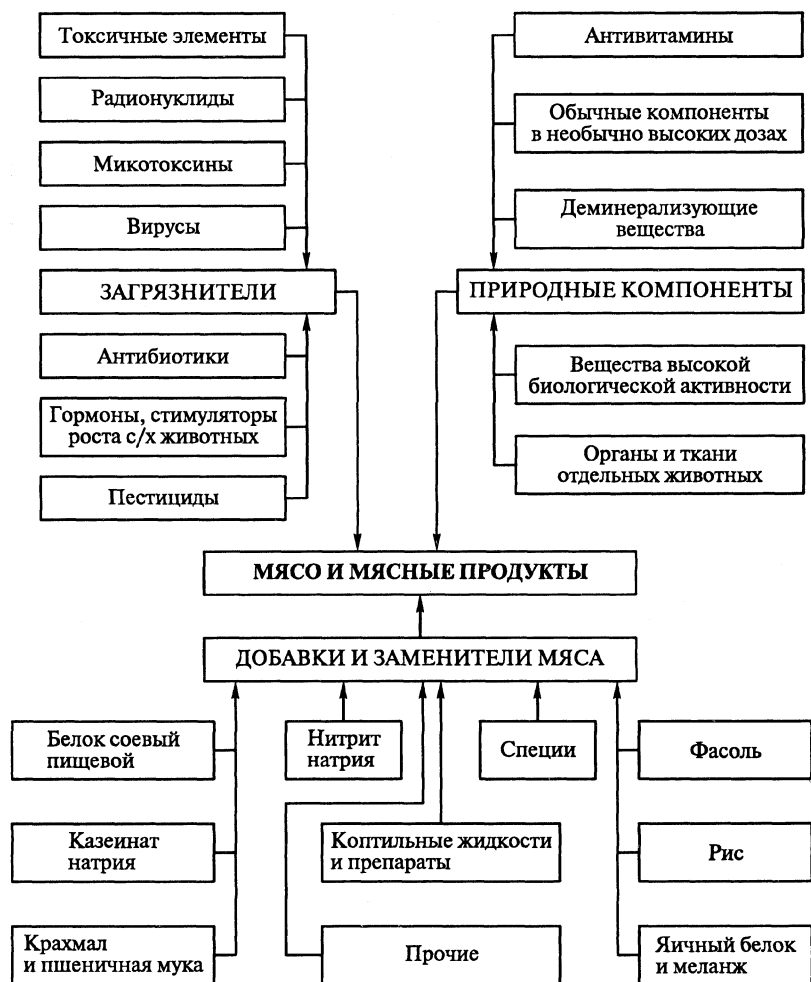 Токсичные элементы
Радионуклиды
Микотоксины
Вирусы
ЗАГРЯЗНИТЕЛИ
Антибиотики
Гормоны, стимуляторы
роста с/х животных
Пестициды
Антивитамины
Обычные компоненты
в необычно высоких дозах
Деминерализующие
вещества
ПРИРОДНЫЕ КОМПОНЕНТЫ
Вещества высокой
биологической активности
Органы и ткани
отдельных животных
МЯСО И МЯСНЫЕ ПРОДУКТЫ
ДОБАВКИ И ЗАМЕНИТЕЛИ МЯСА
Белок соевый
пищевой
Нитрит
натрия
Специи
Фасоль
Казеинат
натрия
Коптильные жидкости
и препараты
Рис
Крахмал
и пшеничная мука
Прочие
Яичный белок
и меланж